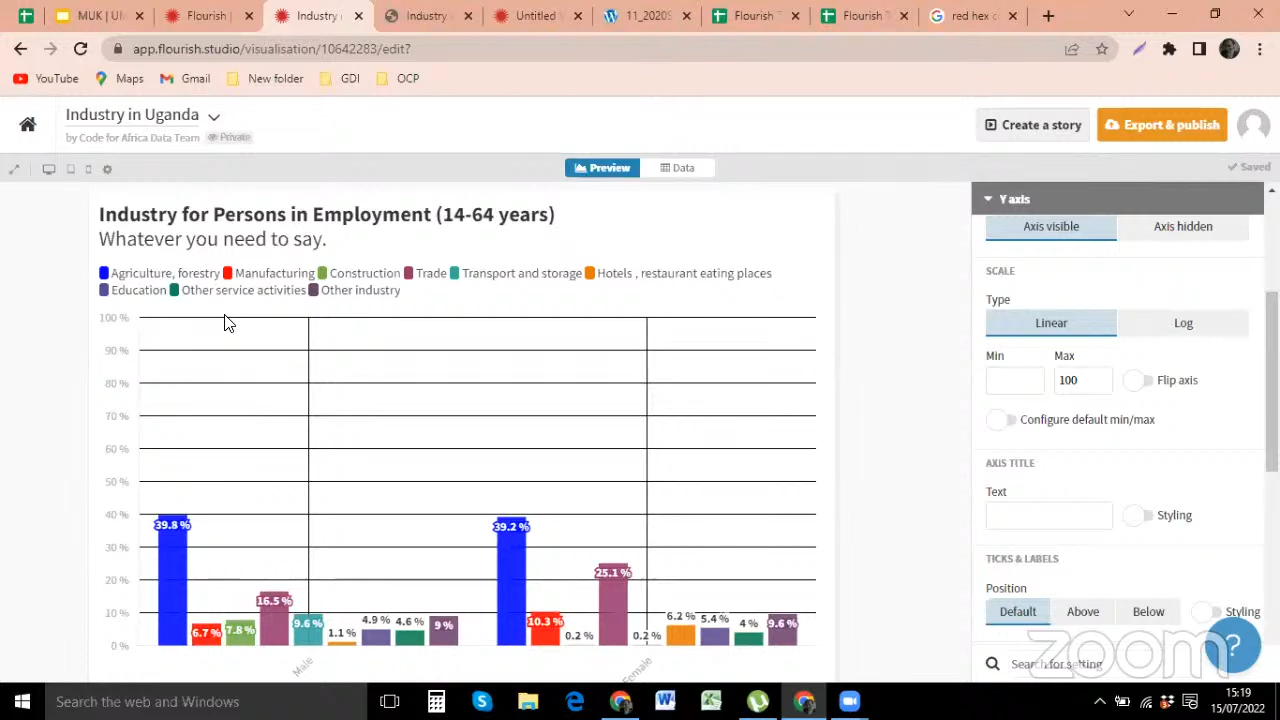 MUK | U
Flourish
Industry
Industry
Untitled V
11_2020S
Flourish T
Flourish T
red hex c
app.flourish.studio/visualisation/10642283/edit?
YouTube Maps Gmail New folder GDI OCP
Industry in Uganda
by Code for Africa Data Team Private
Create a story
Export & publish
Preview Data
Saved
Industry for Persons in Employment (14-64 years)
Whatever you need to say.
Agriculture, forestry Manufacturing Construction Trade Transport and storage Hotels , restaurant eating places
Education Other service activities Other industry
100 %
90 %
80 %
70 %
60 %
50 %
40 %
30 %
20 %
10 %
0 %
39.8 % 6.7 % 7.8 % 16.5 % 9.6 % 1.1 % 4.9 % 4.6 % 9 %
39.2 % 10.3 % 0.2 % 25.1 % 0.2 % 6.2 % 5.4 % 4 % 9.6 %
Male Female
Y axis
Axis visible Axis hidden
SCALE
Type
Linear Log
Min Max
100 Flip axis
Configure default min/max
AXIS TITLE
Text
Styling
TICKS & LABELS
Position
Default Above Below Styling
Search for setting
?
zoom
Search the web and Windows
15:19
15/07/2022